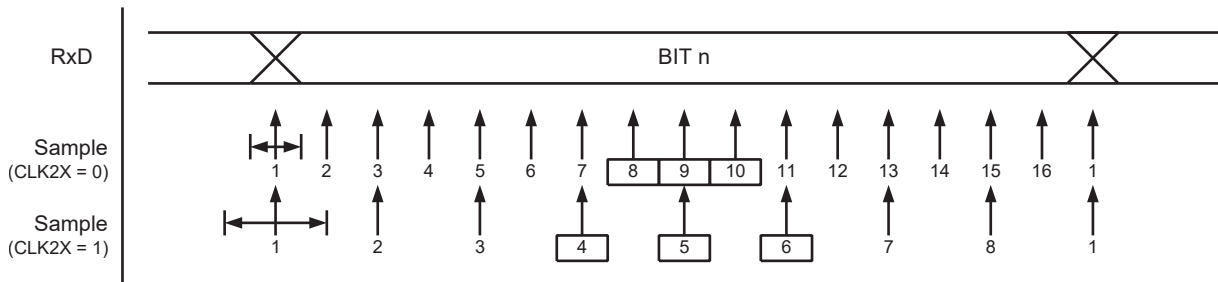 RxD BIT n
Sample
(CLK2X = 0)
1 2 3 4 5 6 7 8 9 10 11 12 13 14 15 16 1
Sample
(CLK2X = 1)
1 2 3 4 5 6 7 8 1